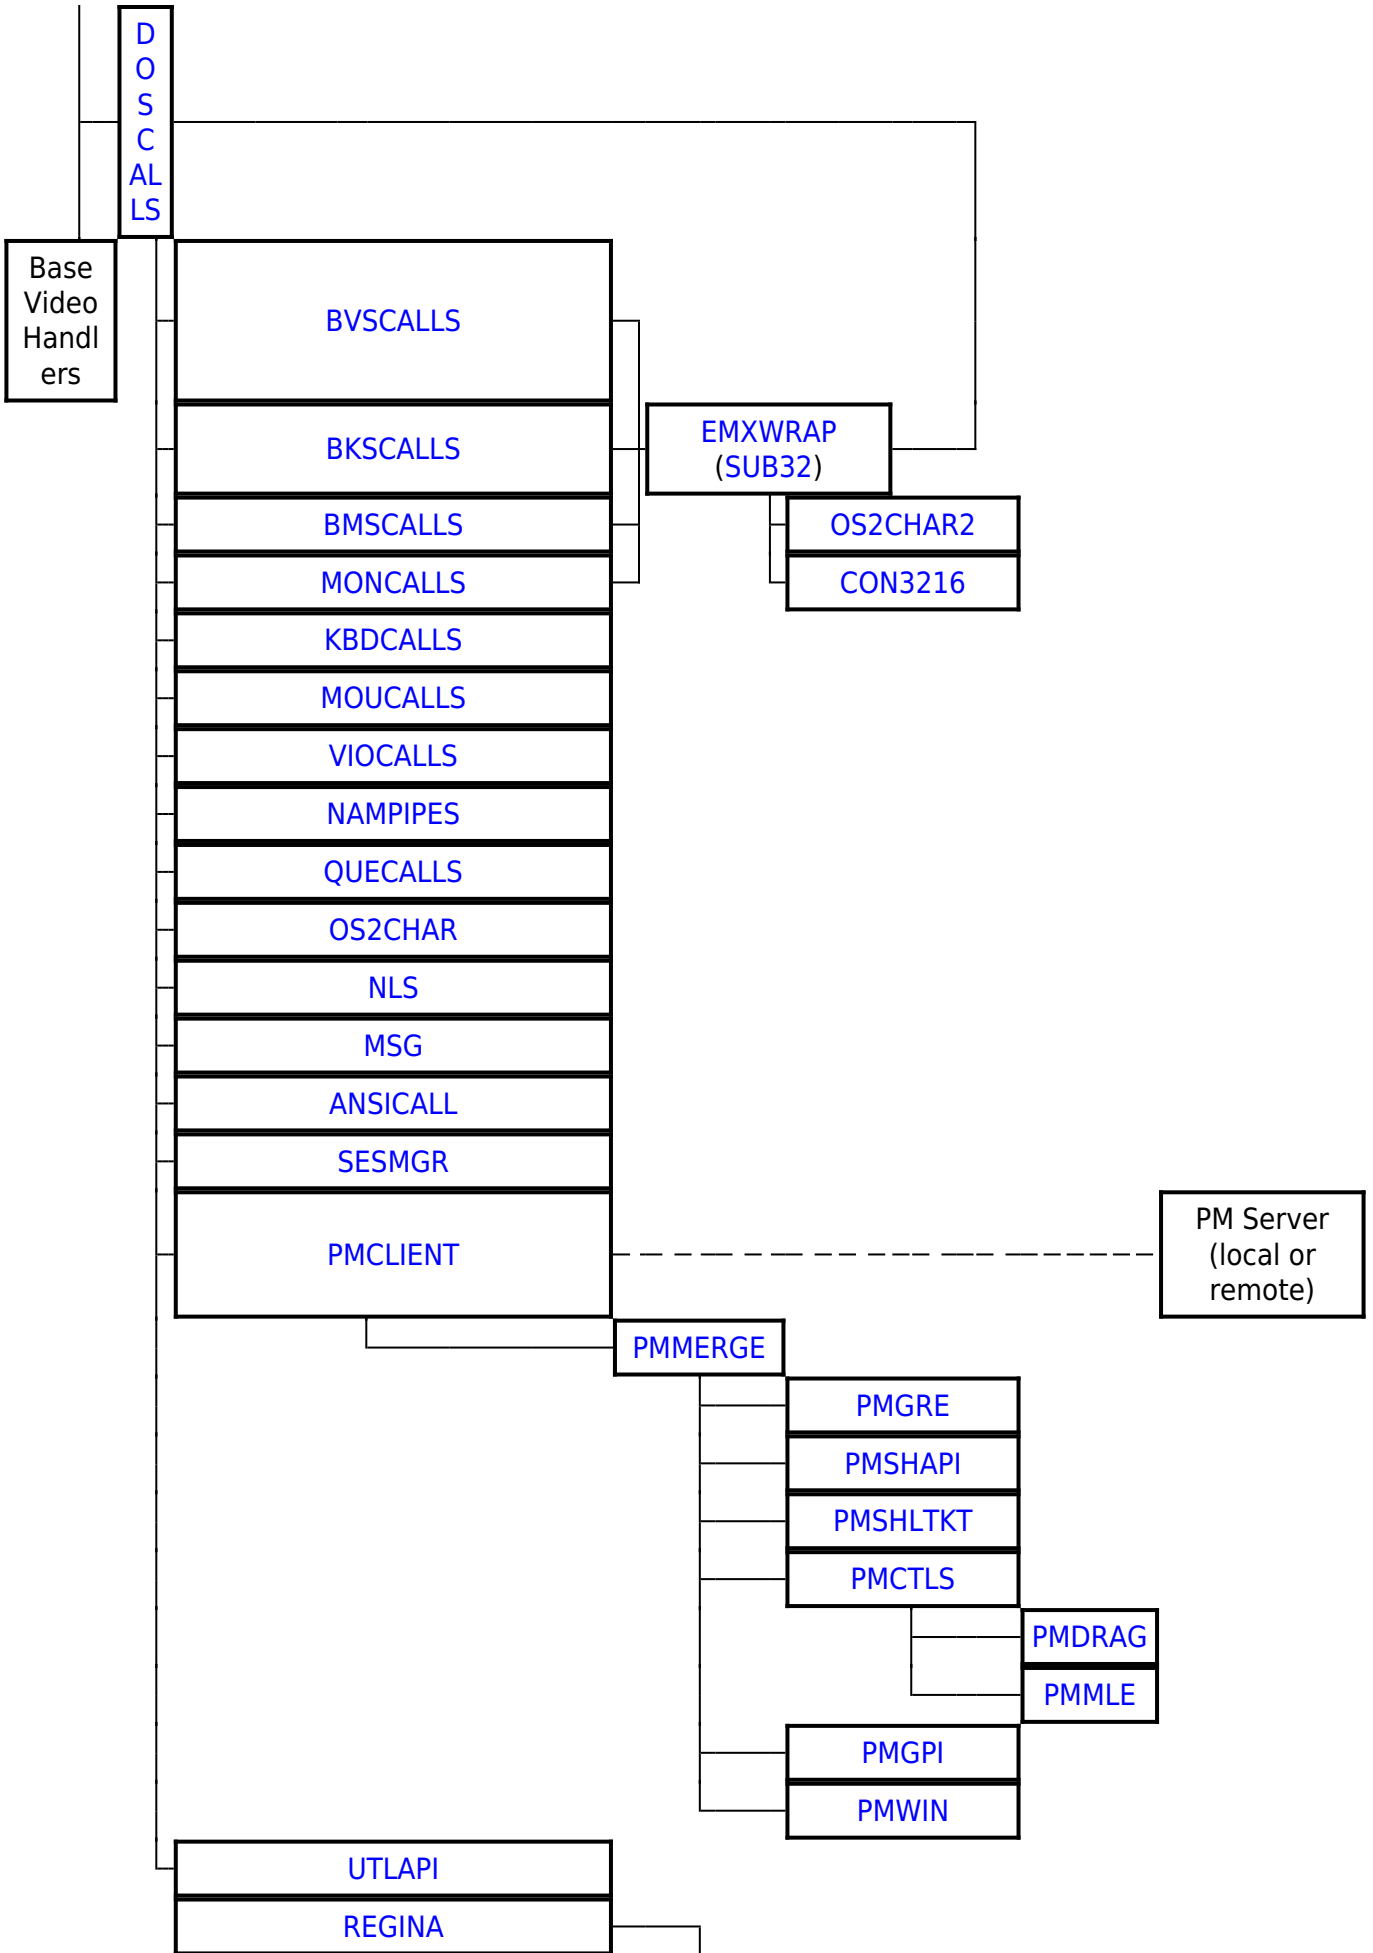 D
O
S
C
AL
LS
Base
Video
Handl
ers
BVSCALLS
BKSCALLS
EMXWRAP
(SUB32)
BMSCALLS
OS2CHAR2
MONCALLS
CON3216
KBDCALLS
MOUCALLS
VIOCALLS
NAMPIPES
QUECALLS
OS2CHAR
NLS
MSG
ANSICALL
SESMGR
PMCLIENT
PM Server
(local or
remote)
PMMERGE
PMGRE
PMSHAPI
PMSHLTKT
PMCTLS
PMDRAG
PMMLE
PMGPI
PMWIN
UTLAPI
REGINA